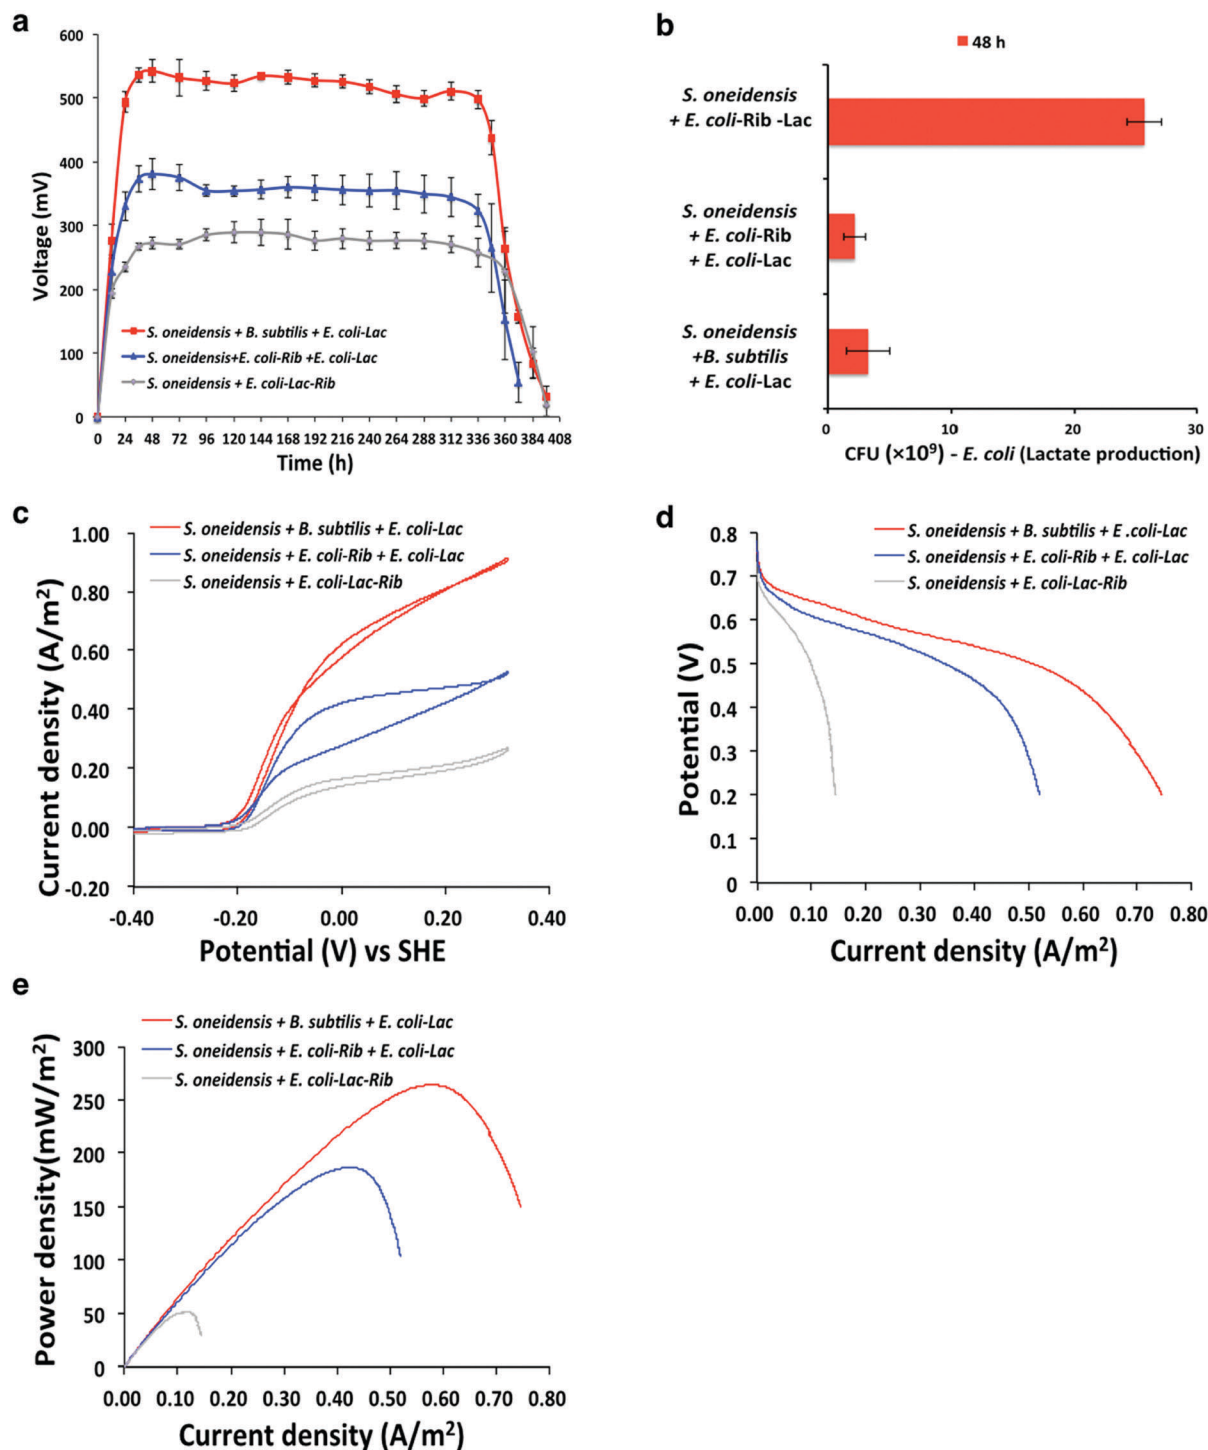 a
600
500
400
300
200
100
0
Voltage (mV)
S. oneidensis + B. subtilis + E. coli-Lac
S. oneidensis+E. coli-Rib +E. coli-Lac
S. oneidensis + E. coli-Lac-Rib
0 24 48 72 96 120 144 168 192 216 240 264 288 312 336 360 384 408
Time (h)
b
48 h
S. oneidensis
+ E. coli-Rib -Lac
S. oneidensis
+ E. coli-Rib
+ E. coli-Lac
S. oneidensis
+B. subtilis
+ E. coli-Lac
0 10 20 30
CFU (×10⁹) - E. coli (Lactate production)
c
S. oneidensis + B. subtilis + E. coli-Lac
S. oneidensis + E. coli-Rib + E. coli-Lac
S. oneidensis + E. coli-Lac-Rib
1.00
0.80
0.60
0.40
0.20
0.00
-0.20
Current density (A/m²)
-0.40 -0.20 0.00 0.20 0.40
Potential (V) vs SHE
d
S. oneidensis + B. subtilis + E .coli-Lac
S. oneidensis + E. coli-Rib + E. coli-Lac
S. oneidensis + E. coli-Lac-Rib
0.8
0.7
0.6
0.5
0.4
0.3
0.2
0.1
0
Potential (V)
0.00 0.10 0.20 0.30 0.40 0.50 0.60 0.70 0.80
Current density (A/m²)
e
S. oneidensis + B. subtilis + E. coli-Lac
S. oneidensis + E. coli-Rib + E. coli-Lac
S. oneidensis + E. coli-Lac-Rib
300
250
200
150
100
50
0
Power density(mW/m²)
0.00 0.10 0.20 0.30 0.40 0.50 0.60 0.70 0.80
Current density (A/m²)